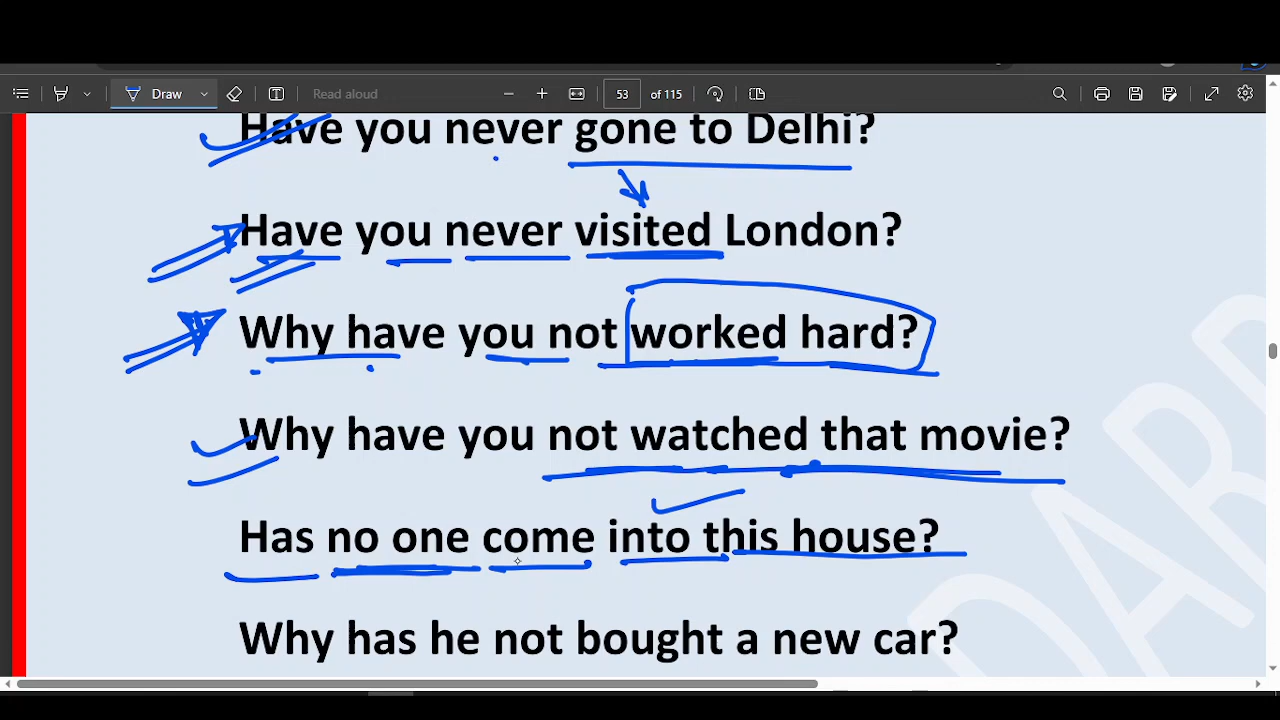 Draw
Read aloud
53 of 115
Have you never gone to Delhi?
Have you never visited London?
Why have you not worked hard?
Why have you not watched that movie?
Has no one come into this house?
Why has he not bought a new car?
DAR